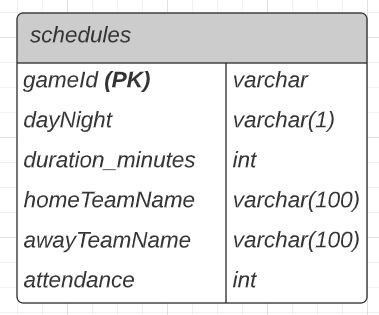 schedules
gameId (PK) varchar
dayNight varchar(1)
duration_minutes int
homeTeamName varchar(100)
awayTeamName varchar(100)
attendance int